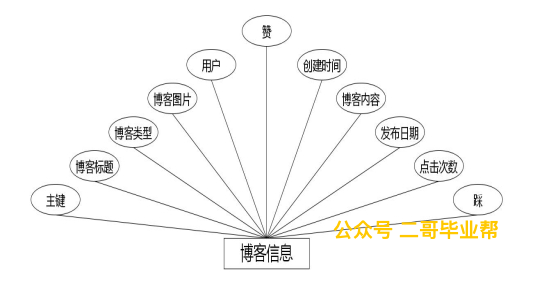 赞
用户
创建时间
博客图片
博客内容
博客类型
发布日期
博客标题
点击次数
主键
踩
公众号 二哥毕业帮
博客信息